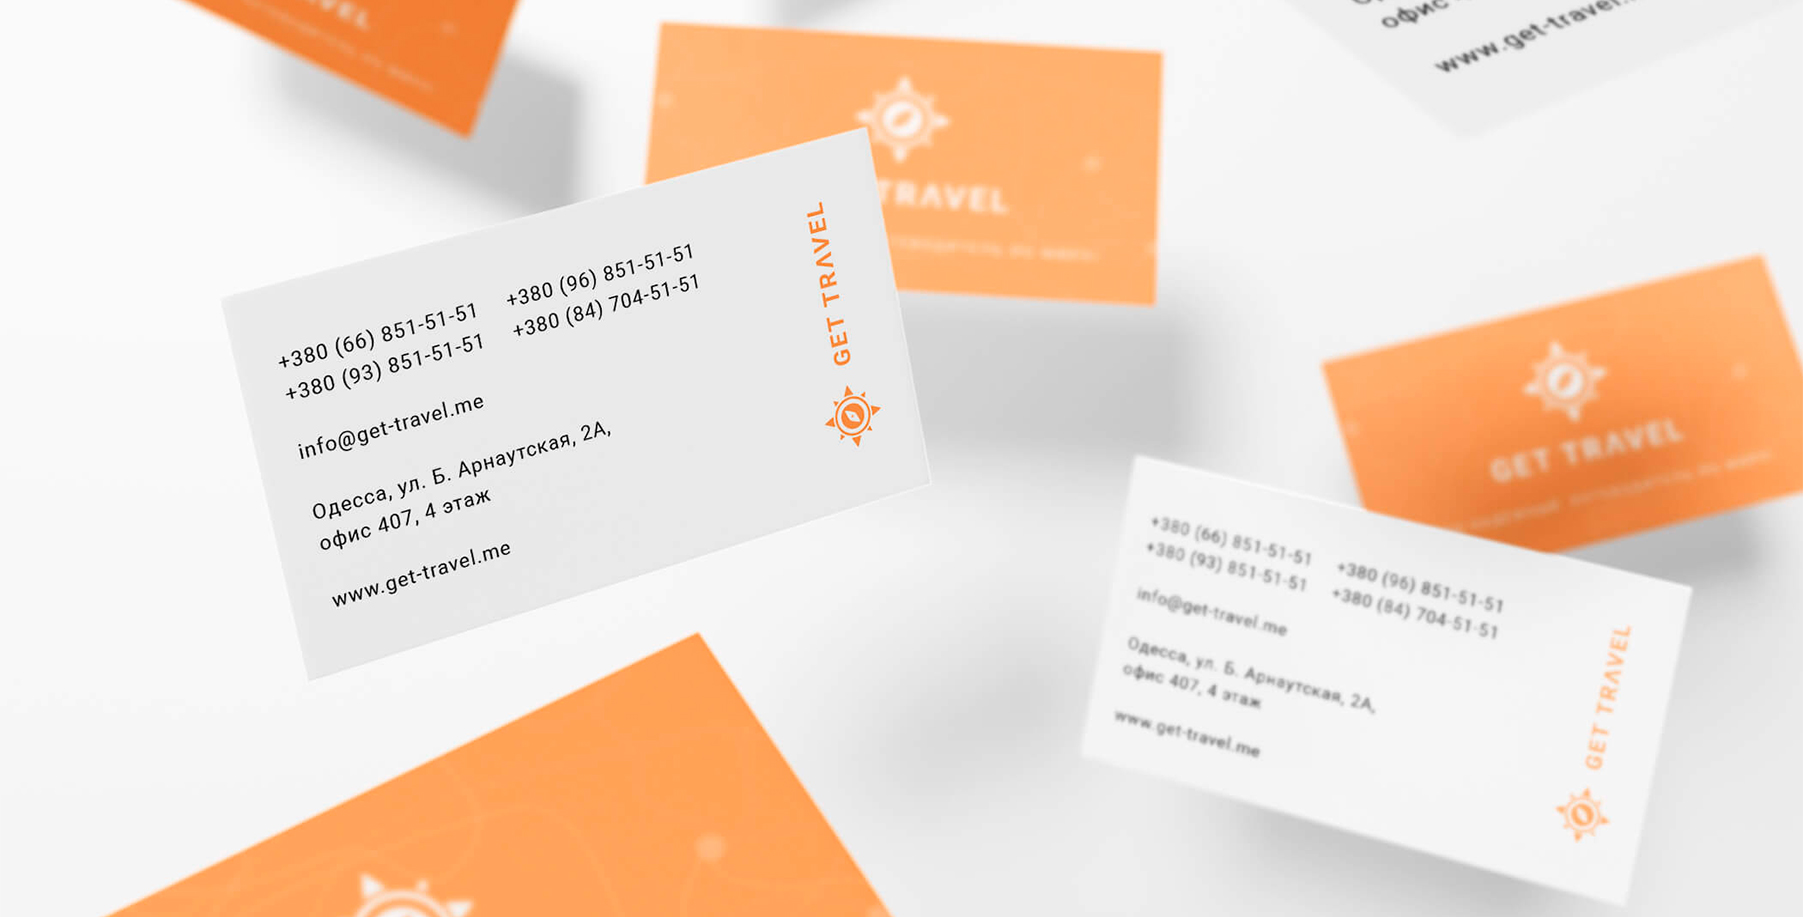 RAVEL
TRAVEL
офис
www.get-travel.
+380 (66) 851-51-51 +380 (96) 851-51-51
+380 (93) 851-51-51 +380 (84) 704-51-51
info@get-travel.me
Одесса, ул. Б. Арнаутская, 2А,
офис 407, 4 этаж
www.get-travel.me
GET TRAVEL
GET TRAVEL
+380 (66) 851-51-51 +380 (96) 851-51-51
+380 (93) 851-51-51 +380 (84) 704-51-51
info@get-travel.me
Одесса, ул. Б. Арнаутская, 2А,
офис 407, 4 этаж
www.get-travel.me
GET TRAVEL